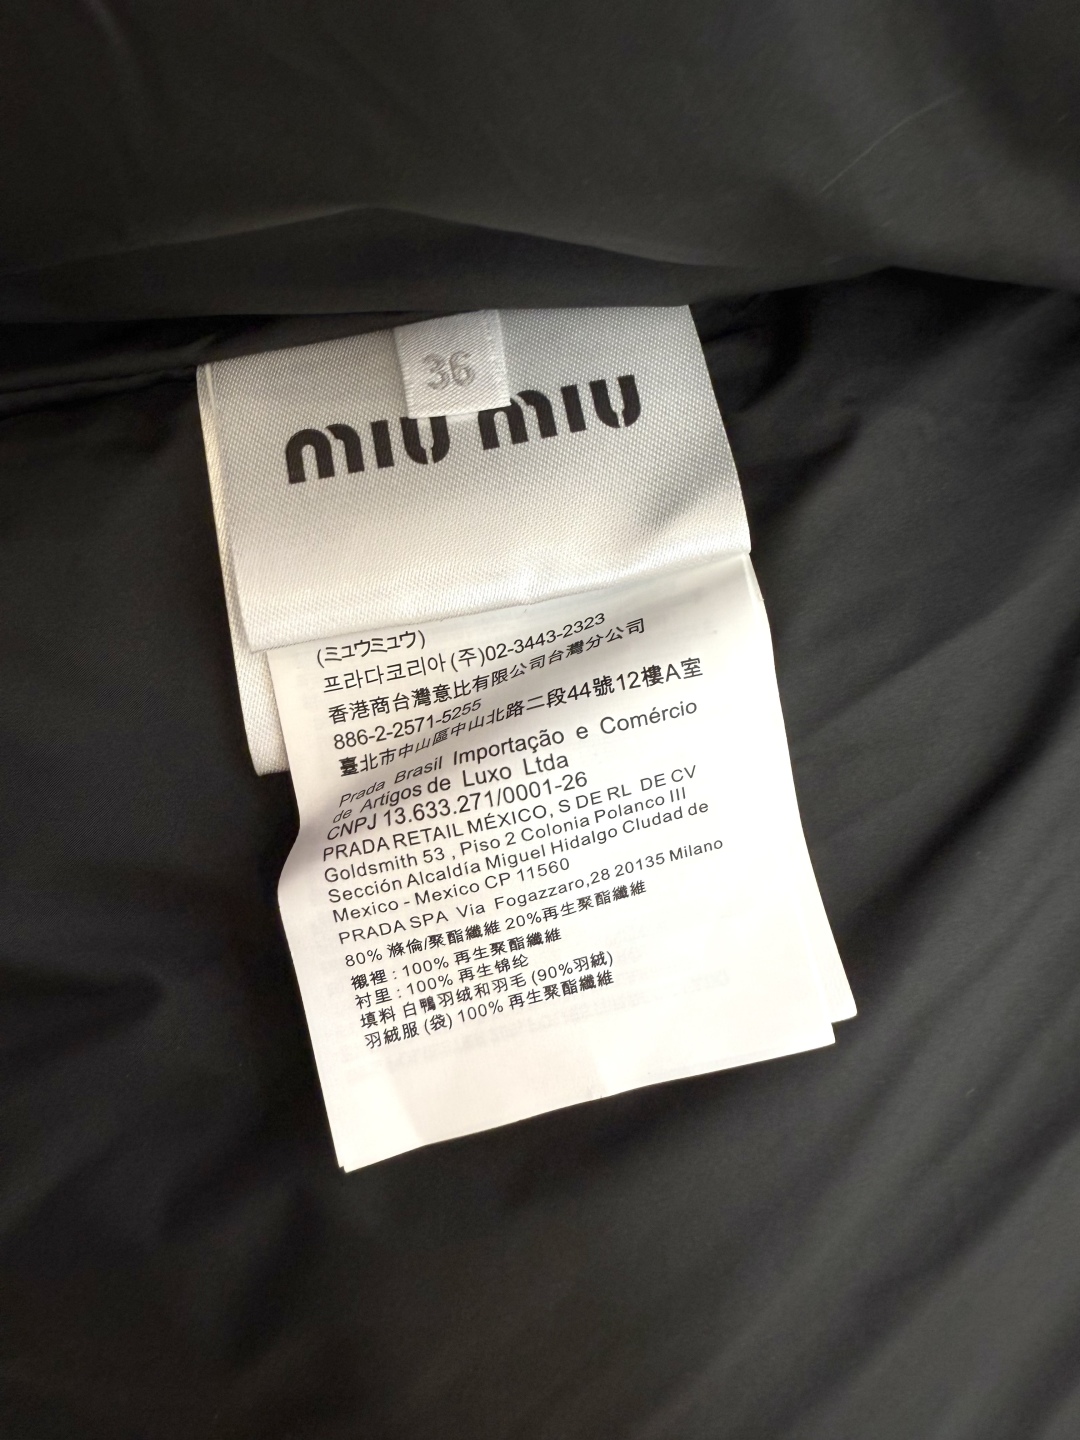 36
miu miu
(ミュウミュウ)
프라다코리아 (주)02-3443-2323
香港商台灣意比有限公司台灣分公司
886-2-2571-5255
臺北市中山區中山北路二段44號12樓A室
Prada Brasil Importação e Comércio
de Artigos de Luxo Ltda
CNPJ 13.633.271/0001-26
PRADA RETAIL MÉXICO, S DE RL DE CV
Goldsmith 53 , Piso 2 Colonia Polanco III
Sección Alcaldía Miguel Hidalgo Cludad de
Mexico - Mexico CP 11560
PRADA SPA Via Fogazzaro,28 20135 Milano
80% 滌倫/聚酯纖維 20%再生聚酯纖維
襯裡 : 100% 再生聚酯纖維
衬里 : 100% 再生锦纶
填料 白鴨羽绒和羽毛 (90%羽絨)
羽絨服 (袋) 100% 再生聚酯纖維